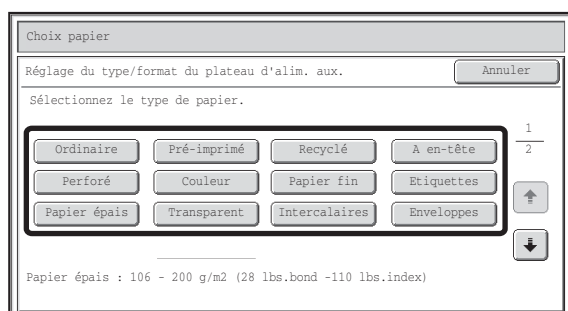 Choix papier
Réglage du type/format du plateau d'alim. aux. Annuler
Sélectionnez le type de papier.
1
2
Ordinaire Pré-imprimé Recyclé A en-tête
Perforé Couleur Papier fin Etiquettes
Papier épais Transparent Intercalaires Enveloppes
Papier épais : 106 - 200 g/m2 (28 lbs.bond -110 lbs.index)